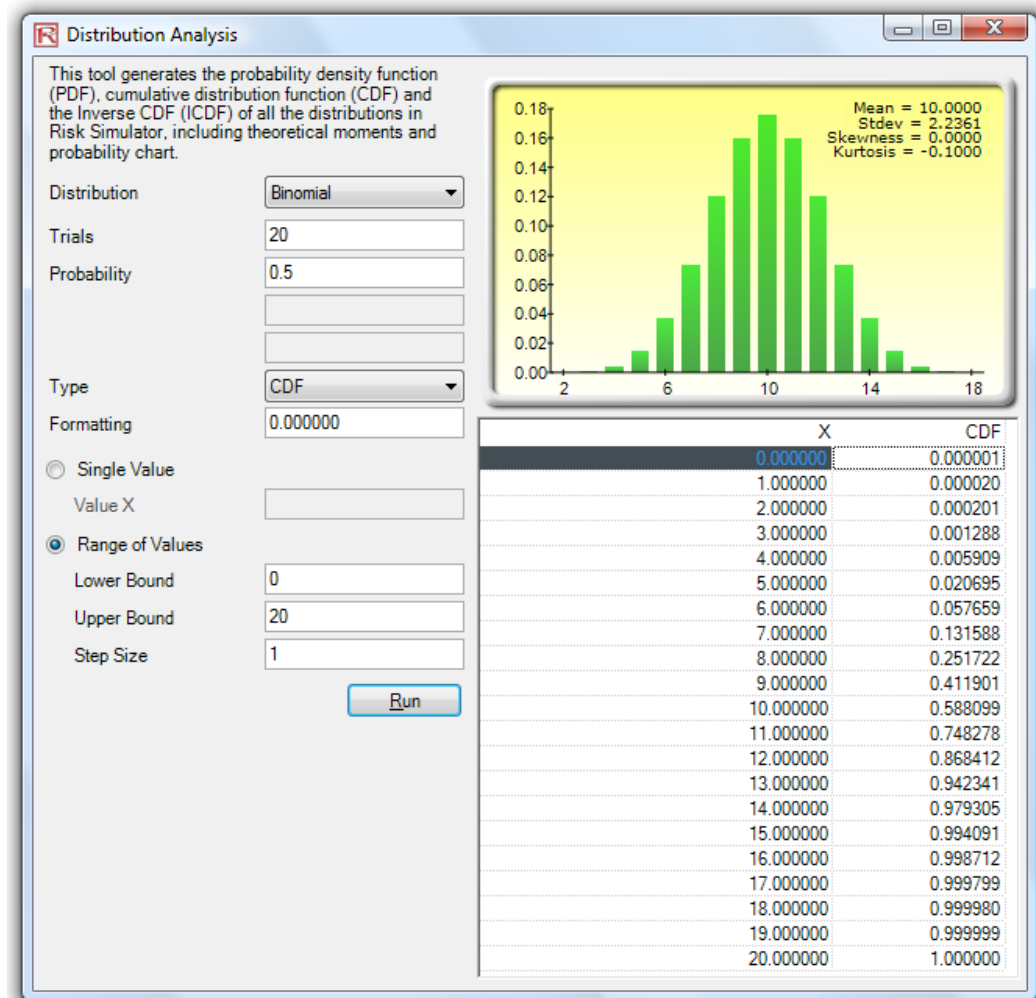 Distribution Analysis
This tool generates the probability density function
(PDF), cumulative distribution function (CDF) and
the Inverse CDF (ICDF) of all the distributions in
Risk Simulator, including theoretical moments and
probability chart.
Distribution Binomial
Trials 20
Probability 0.5
Type CDF
Formatting 0.000000
Single Value
Value X
Range of Values
Lower Bound 0
Upper Bound 20
Step Size 1
Run
Mean = 10.0000
Stdev = 2.2361
Skewness = 0.0000
Kurtosis = -0.1000
0.18
0.16
0.14
0.12
0.10
0.08
0.06
0.04
0.02
0.00
2 6 10 14 18
X CDF
0.000000 0.000001
1.000000 0.000020
2.000000 0.000201
3.000000 0.001288
4.000000 0.005909
5.000000 0.020695
6.000000 0.057659
7.000000 0.131588
8.000000 0.251722
9.000000 0.411901
10.000000 0.588099
11.000000 0.748278
12.000000 0.868412
13.000000 0.942341
14.000000 0.979305
15.000000 0.994091
16.000000 0.998712
17.000000 0.999799
18.000000 0.999980
19.000000 0.999999
20.000000 1.000000